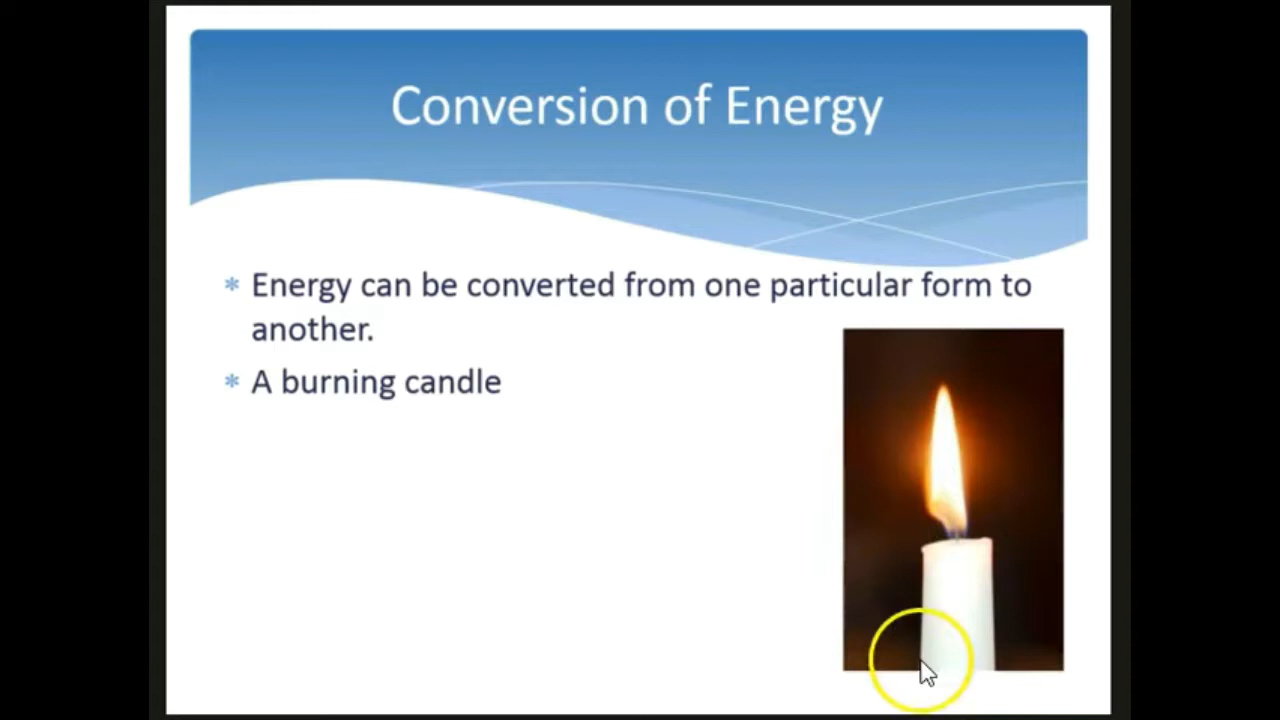 Conversion of Energy
* Energy can be converted from one particular form to
another.
* A burning candle